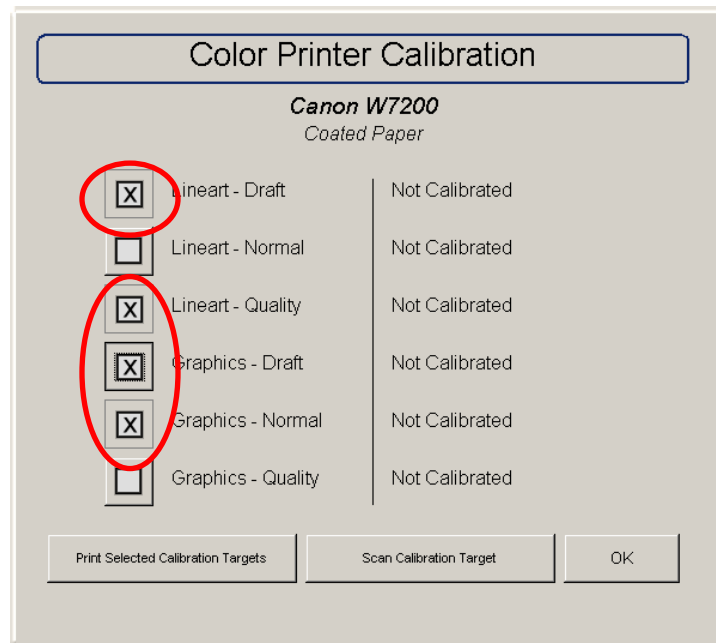 Color Printer Calibration
Canon W7200
Coated Paper
X Lineart - Draft Not Calibrated
Lineart - Normal Not Calibrated
X Lineart - Quality Not Calibrated
X Graphics - Draft Not Calibrated
X Graphics - Normal Not Calibrated
Graphics - Quality Not Calibrated
Print Selected Calibration Targets Scan Calibration Target OK